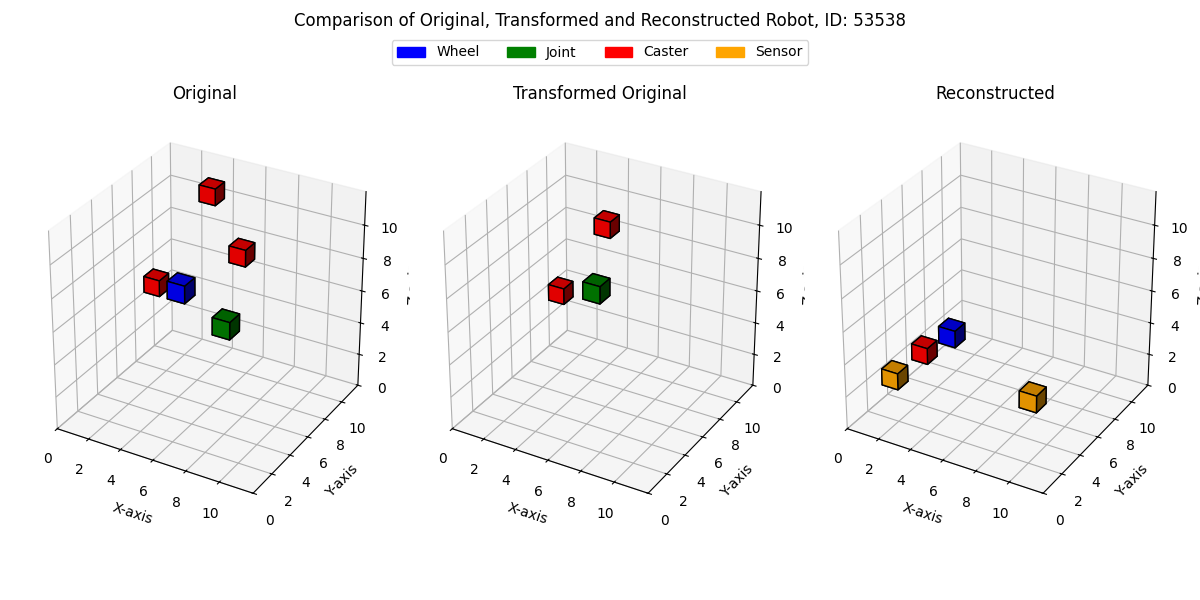 Comparison of Original, Transformed and Reconstructed Robot, ID: 53538
Wheel Joint Caster Sensor
Original Transformed Original Reconstructed
10 10 10
8 8 8
6 6 6
4 4 4
2 2 2
0 0 0
10 10 10
8 8 8
0 6 0 6 0 6
2 4 2 4 2 4
4 2 4 2 4 2
6 0 6 0 6 0
8 8 8
10 10 10
X-axis Y-axis X-axis Y-axis X-axis Y-axis